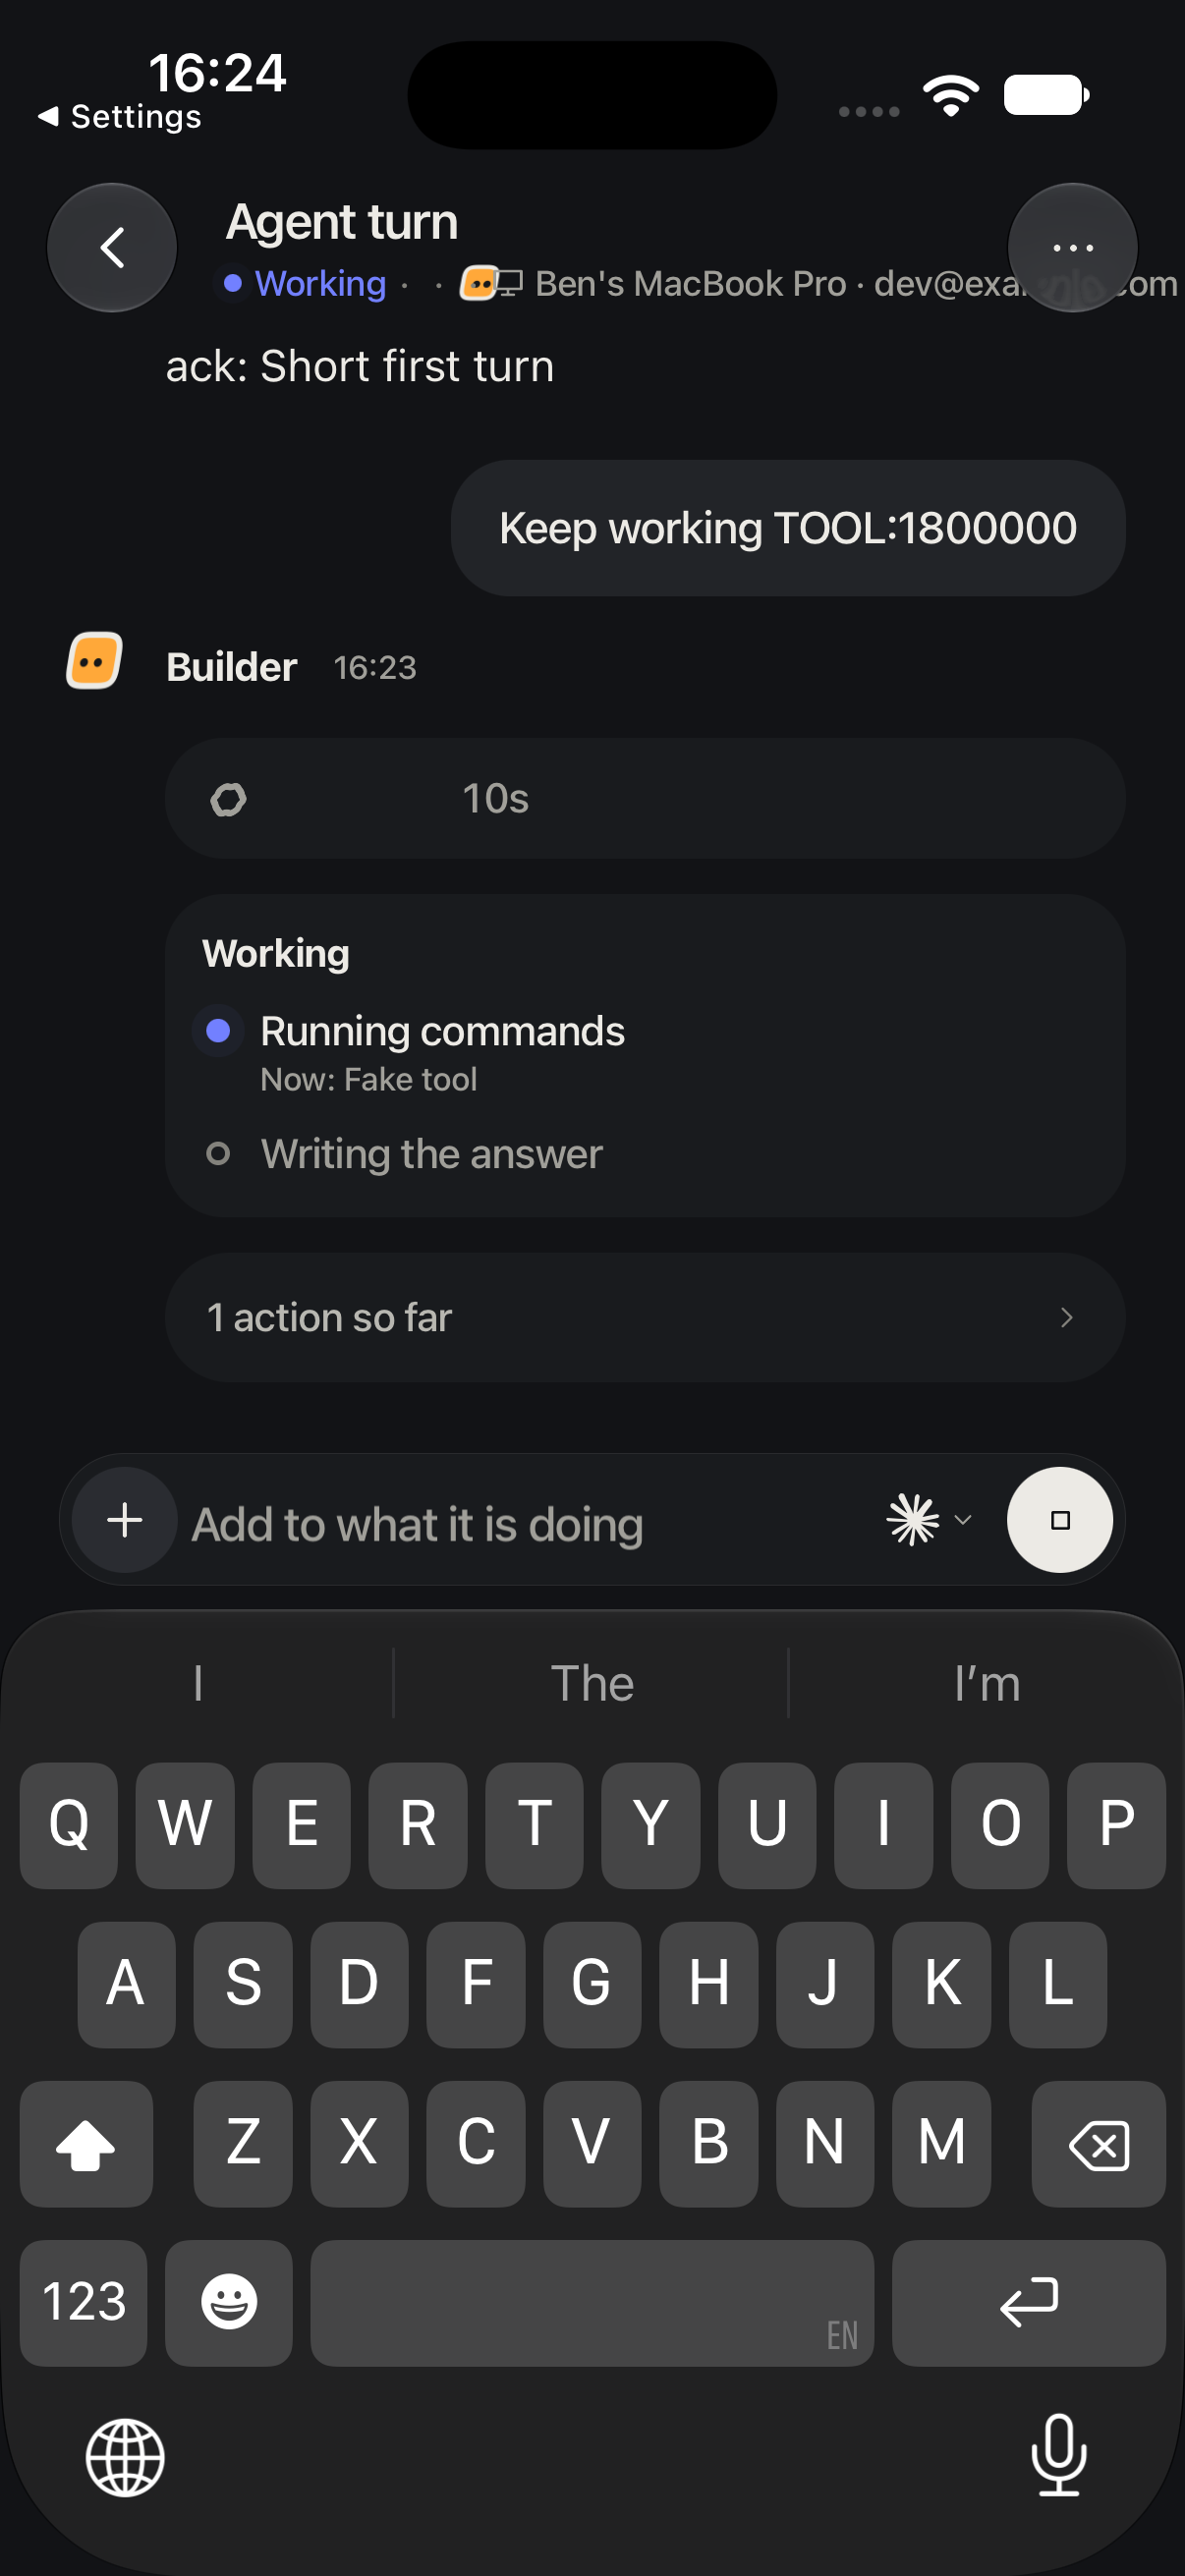 16:24
Settings
Agent turn
Working · · Ben's MacBook Pro · dev@exa com
ack: Short first turn
Keep working TOOL:1800000
Builder 16:23
10s
Working
Running commands
Now: Fake tool
Writing the answer
1 action so far
Add to what it is doing
I The I'm
Q W E R T Y U I O P
A S D F G H J K L
Z X C V B N M
123 EN